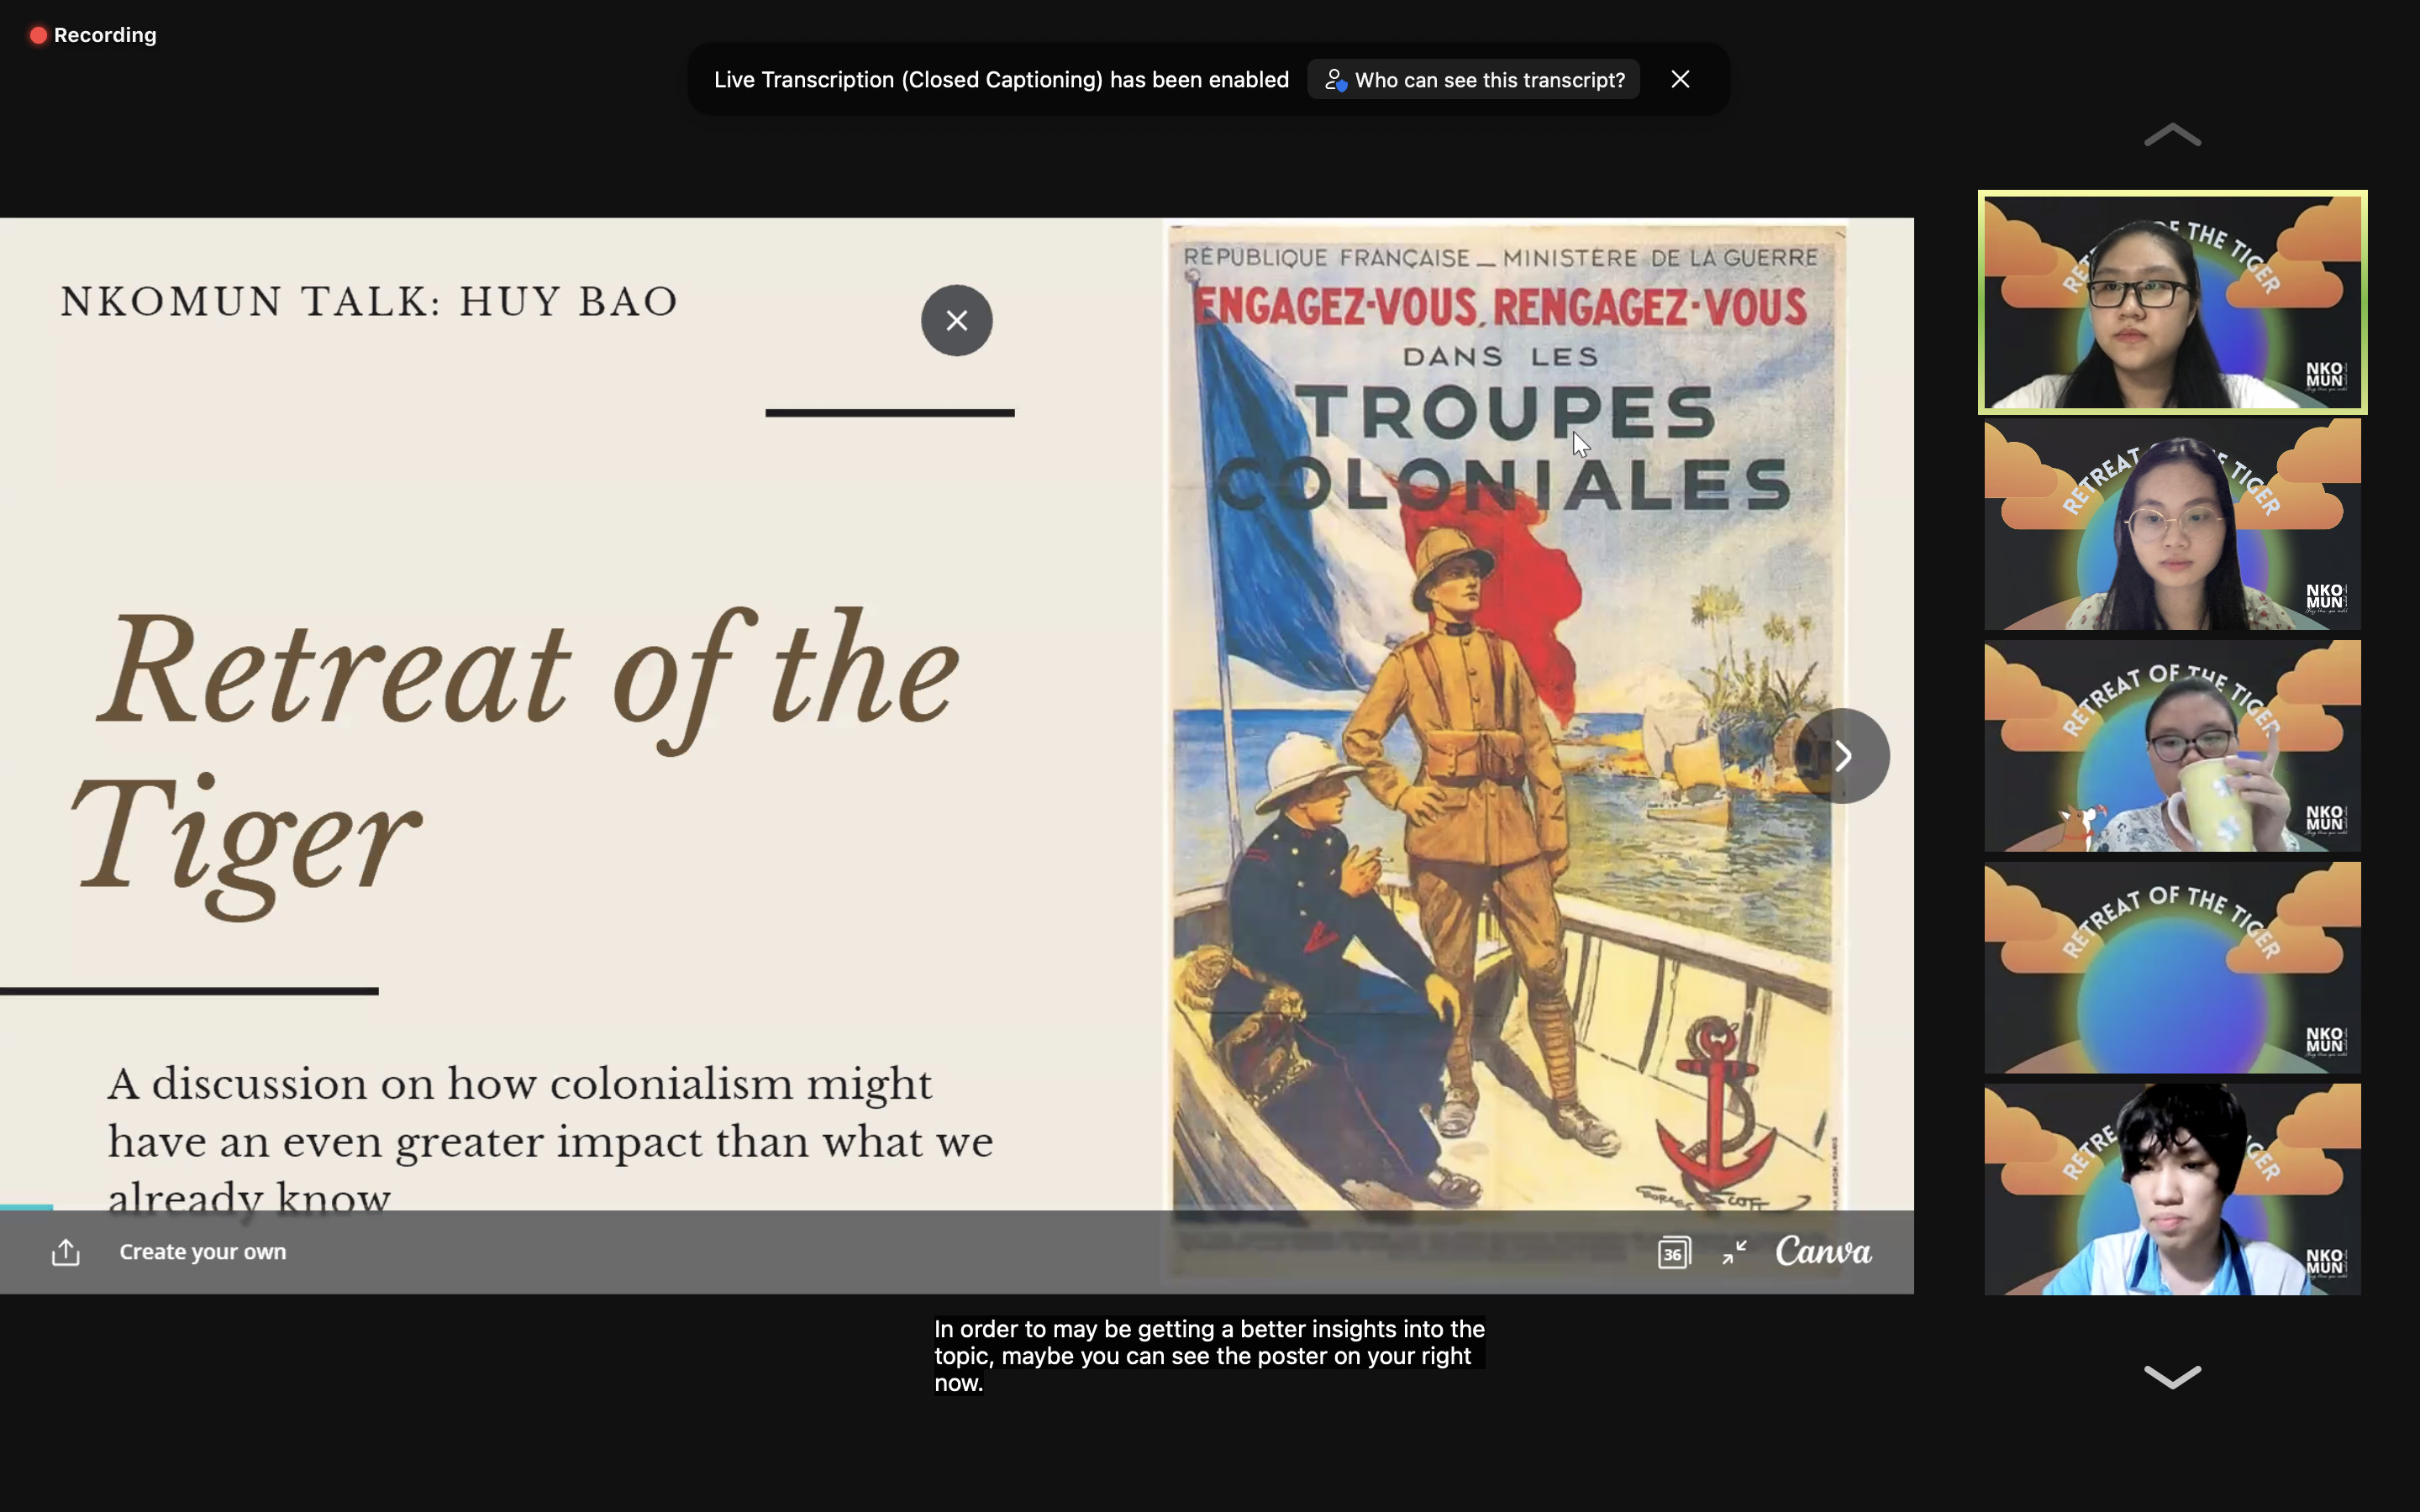 Recording
Live Transcription (Closed Captioning) has been enabled
Who can see this transcript?
NKOMUN TALK: HUY BAO
Retreat of the
Tiger
A discussion on how colonialism might
have an even greater impact than what we
already know
RÉPUBLIQUE FRANÇAISE _ MINISTÈRE DE LA GUERRE
ENGAGEZ-VOUS, RENGAGEZ-VOUS
DANS LES
TROUPES
COLONIALES
GEORGES SCOTT
Create your own
36
Canva
In order to may be getting a better insights into the
topic, maybe you can see the poster on your right
now.
RET OF THE TIGER
NKO
MUN
RETREAT E TIGER
NKO
MUN
RETREAT OF THE TIGER
NKO
MUN
RETREAT OF THE TIGER
NKO
MUN
RETRE GER
NKO
MUN